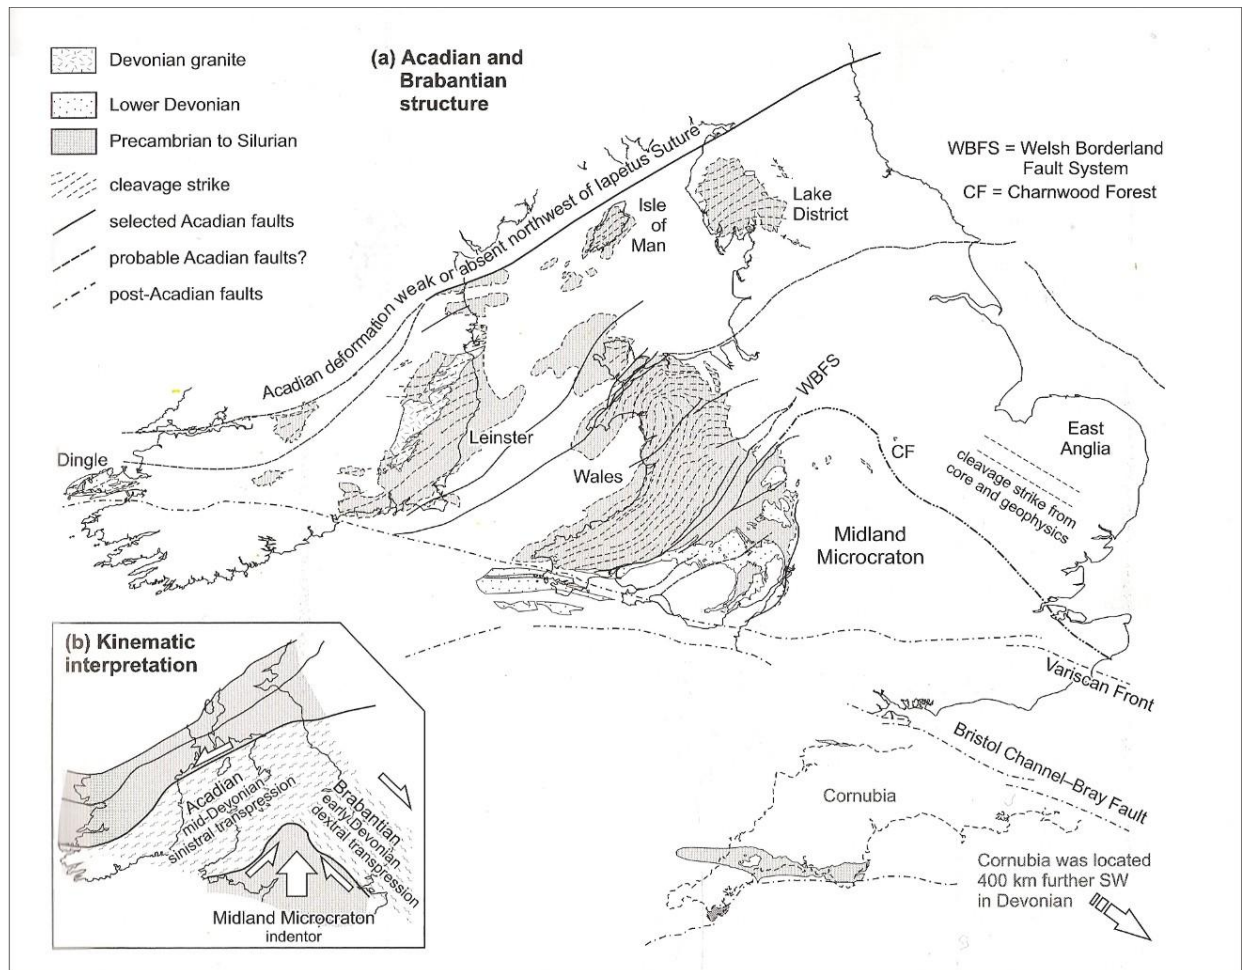 Devonian granite
Lower Devonian
Precambrian to Silurian
cleavage strike
selected Acadian faults
probable Acadian faults?
post-Acadian faults
(a) Acadian and
Brabantian
structure
WBFS = Welsh Borderland
Fault System
CF = Charnwood Forest
Acadian deformation weak or absent northwest of Iapetus Suture
Isle
of
Man
Lake
District
Dingle
Leinster
Wales
WBFS
CF
East
Anglia
cleavage strike from
core and geophysics
Midland
Microcraton
Variscan Front
Bristol Channel–Bray Fault
Cornubia
Cornubia was located
400 km further SW
in Devonian
(b) Kinematic
interpretation
Acadian
mid-Devonian
sinistral transpression
Brabantian
early Devonian
dextral transpression
Midland Microcraton
indentor